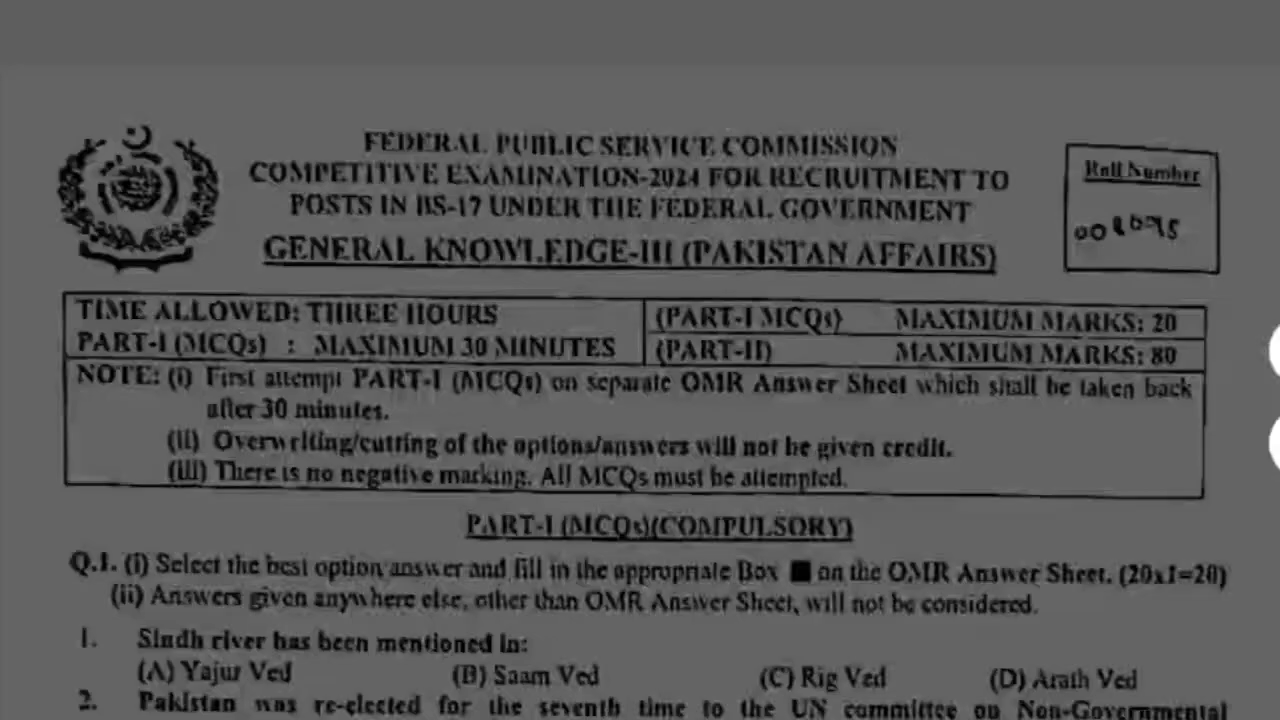 FEDERAL PUBLIC SERVICE COMMISSION
COMPETITIVE EXAMINATION-2024 FOR RECRUITMENT TO
POSTS IN BS-17 UNDER THE FEDERAL GOVERNMENT
GENERAL KNOWLEDGE-III (PAKISTAN AFFAIRS)
Roll Number
TIME ALLOWED: THREE HOURS
PART-I (MCQs) : MAXIMUM 30 MINUTES
(PART-I MCQs) MAXIMUM MARKS: 20
(PART-II) MAXIMUM MARKS: 80
NOTE: (i) First attempt PART-I (MCQs) on separate OMR Answer Sheet which shall be taken back
after 30 minutes.
(ii) Overwriting/cutting of the options/answers will not be given credit.
(iii) There is no negative marking. All MCQs must be attempted.
PART-I (MCQs)(COMPULSORY)
Q.1. (i) Select the best option/answer and fill in the appropriate Box ■ on the OMR Answer Sheet. (20x1=20)
(ii) Answers given anywhere else, other than OMR Answer Sheet, will not be considered.
1. Sindh river has been mentioned in:
(A) Yajur Ved (B) Saam Ved (C) Rig Ved (D) Arath Ved
2. Pakistan was re-elected for the seventh time to the UN committee on Non-Governmental